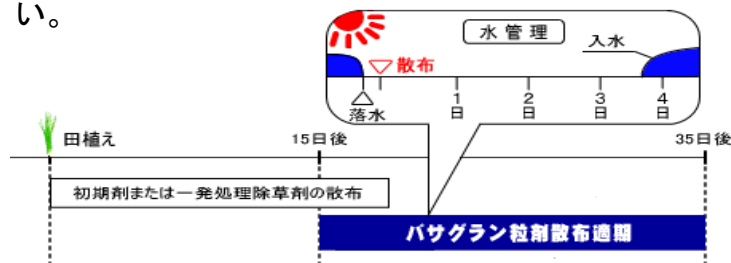 い。
水管理
入水
散布
落水
1日
2日
3日
4日
田植え
15日後
35日後
初期剤または一発処理除草剤の散布
バサグラン粒剤散布適期